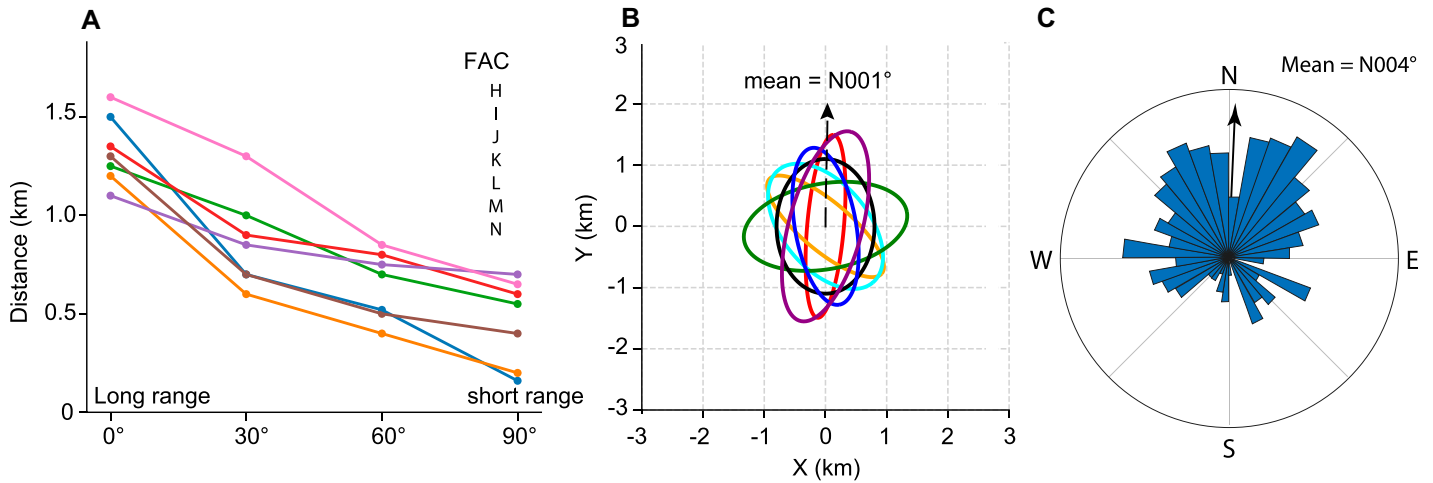 A
FAC
H
I
J
K
L
M
N
Distance (km)
1.5
1.0
0.5
0
Long range
short range
0°
30°
60°
90°
B
mean = N001°
Y (km)
3
2
1
0
-1
-2
-3
-3
-2
-1
0
1
2
3
X (km)
C
Mean = N004°
N
W
E
S